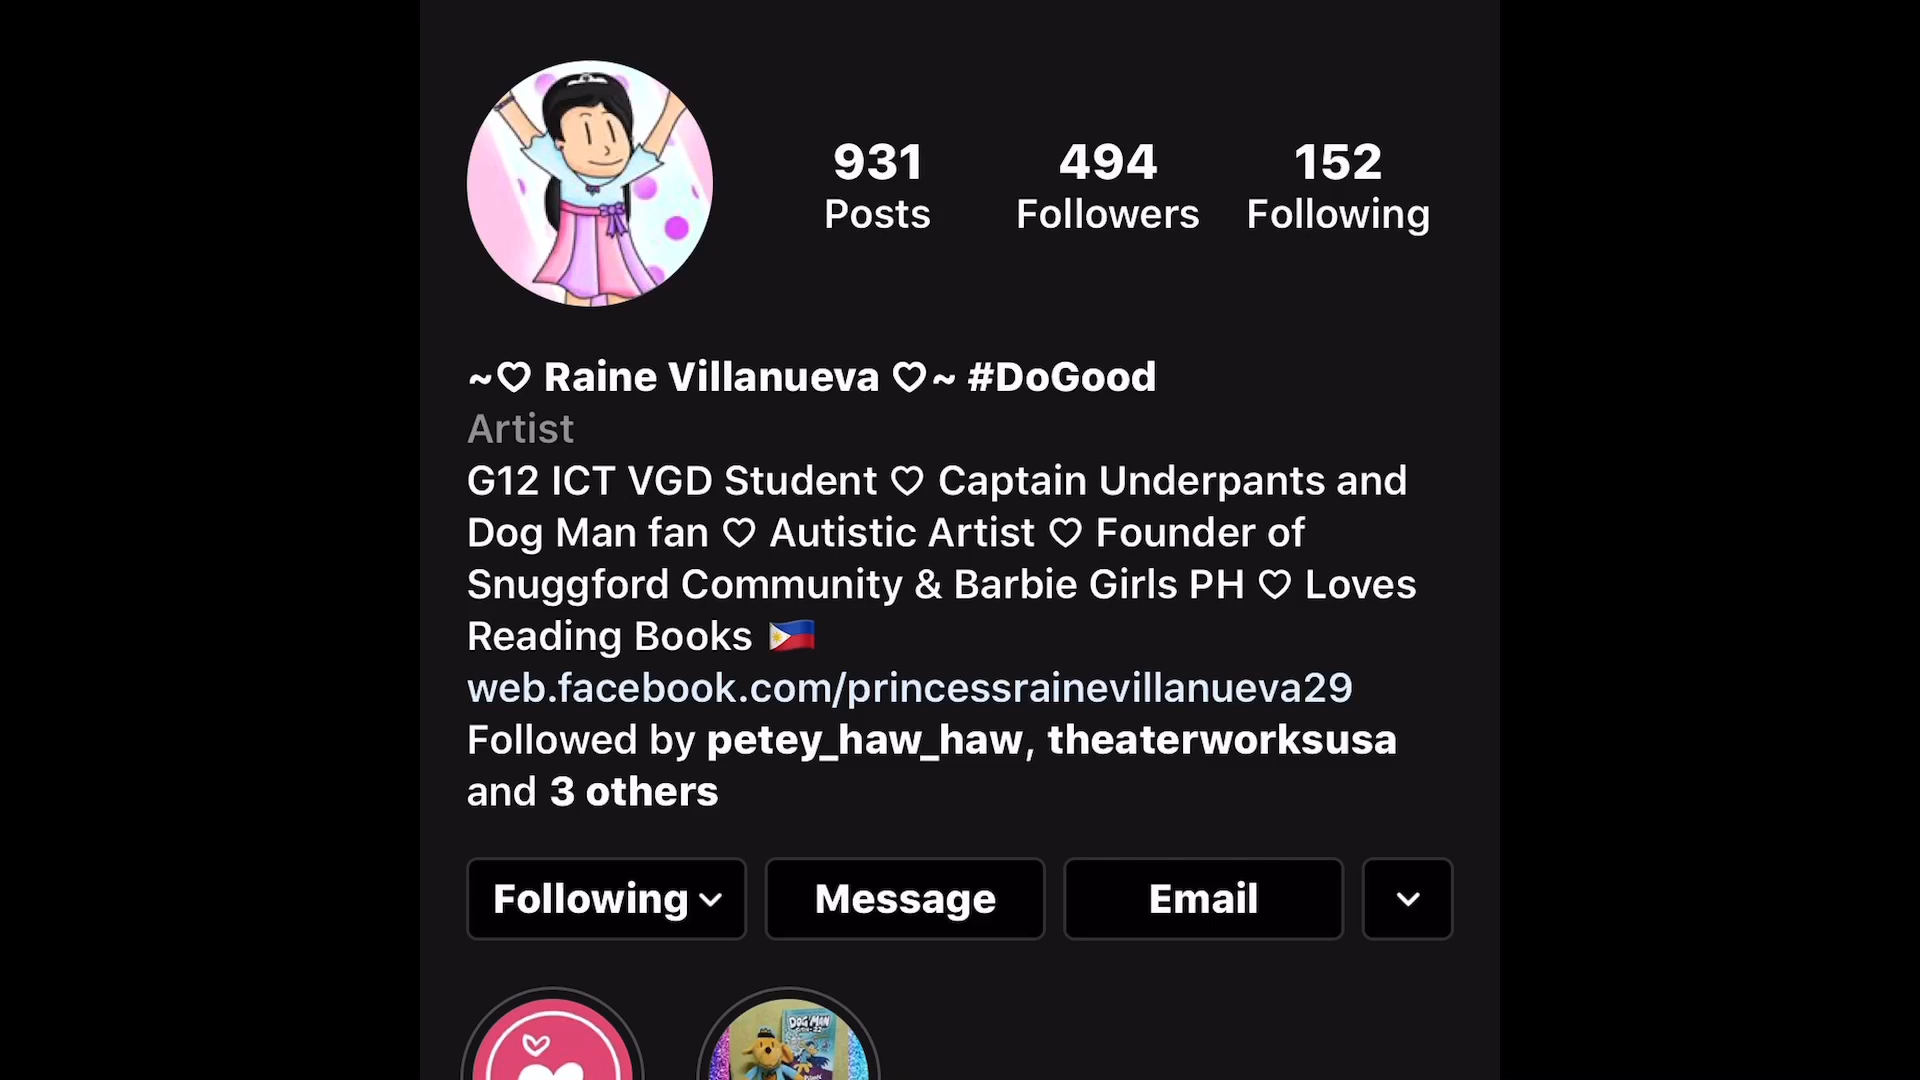 931 494 152
Posts Followers Following
~♡ Raine Villanueva ♡~ #DoGood
Artist
G12 ICT VGD Student ♡ Captain Underpants and
Dog Man fan ♡ Autistic Artist ♡ Founder of
Snuggford Community & Barbie Girls PH ♡ Loves
Reading Books 🇵🇭
web.facebook.com/princessrainevillanueva29
Followed by petey_haw_haw, theaterworksusa
and 3 others
Following Message Email
DOG MAN